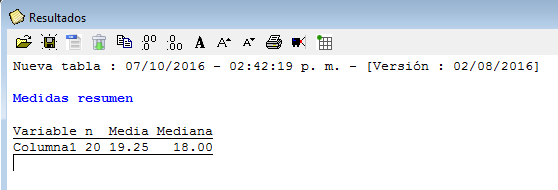 Resultados
Nueva tabla : 07/10/2016 - 02:42:19 p. m. - [Versión : 02/08/2016]
Medidas resumen
Variable n Media Mediana
Columna1 20 19.25 18.00